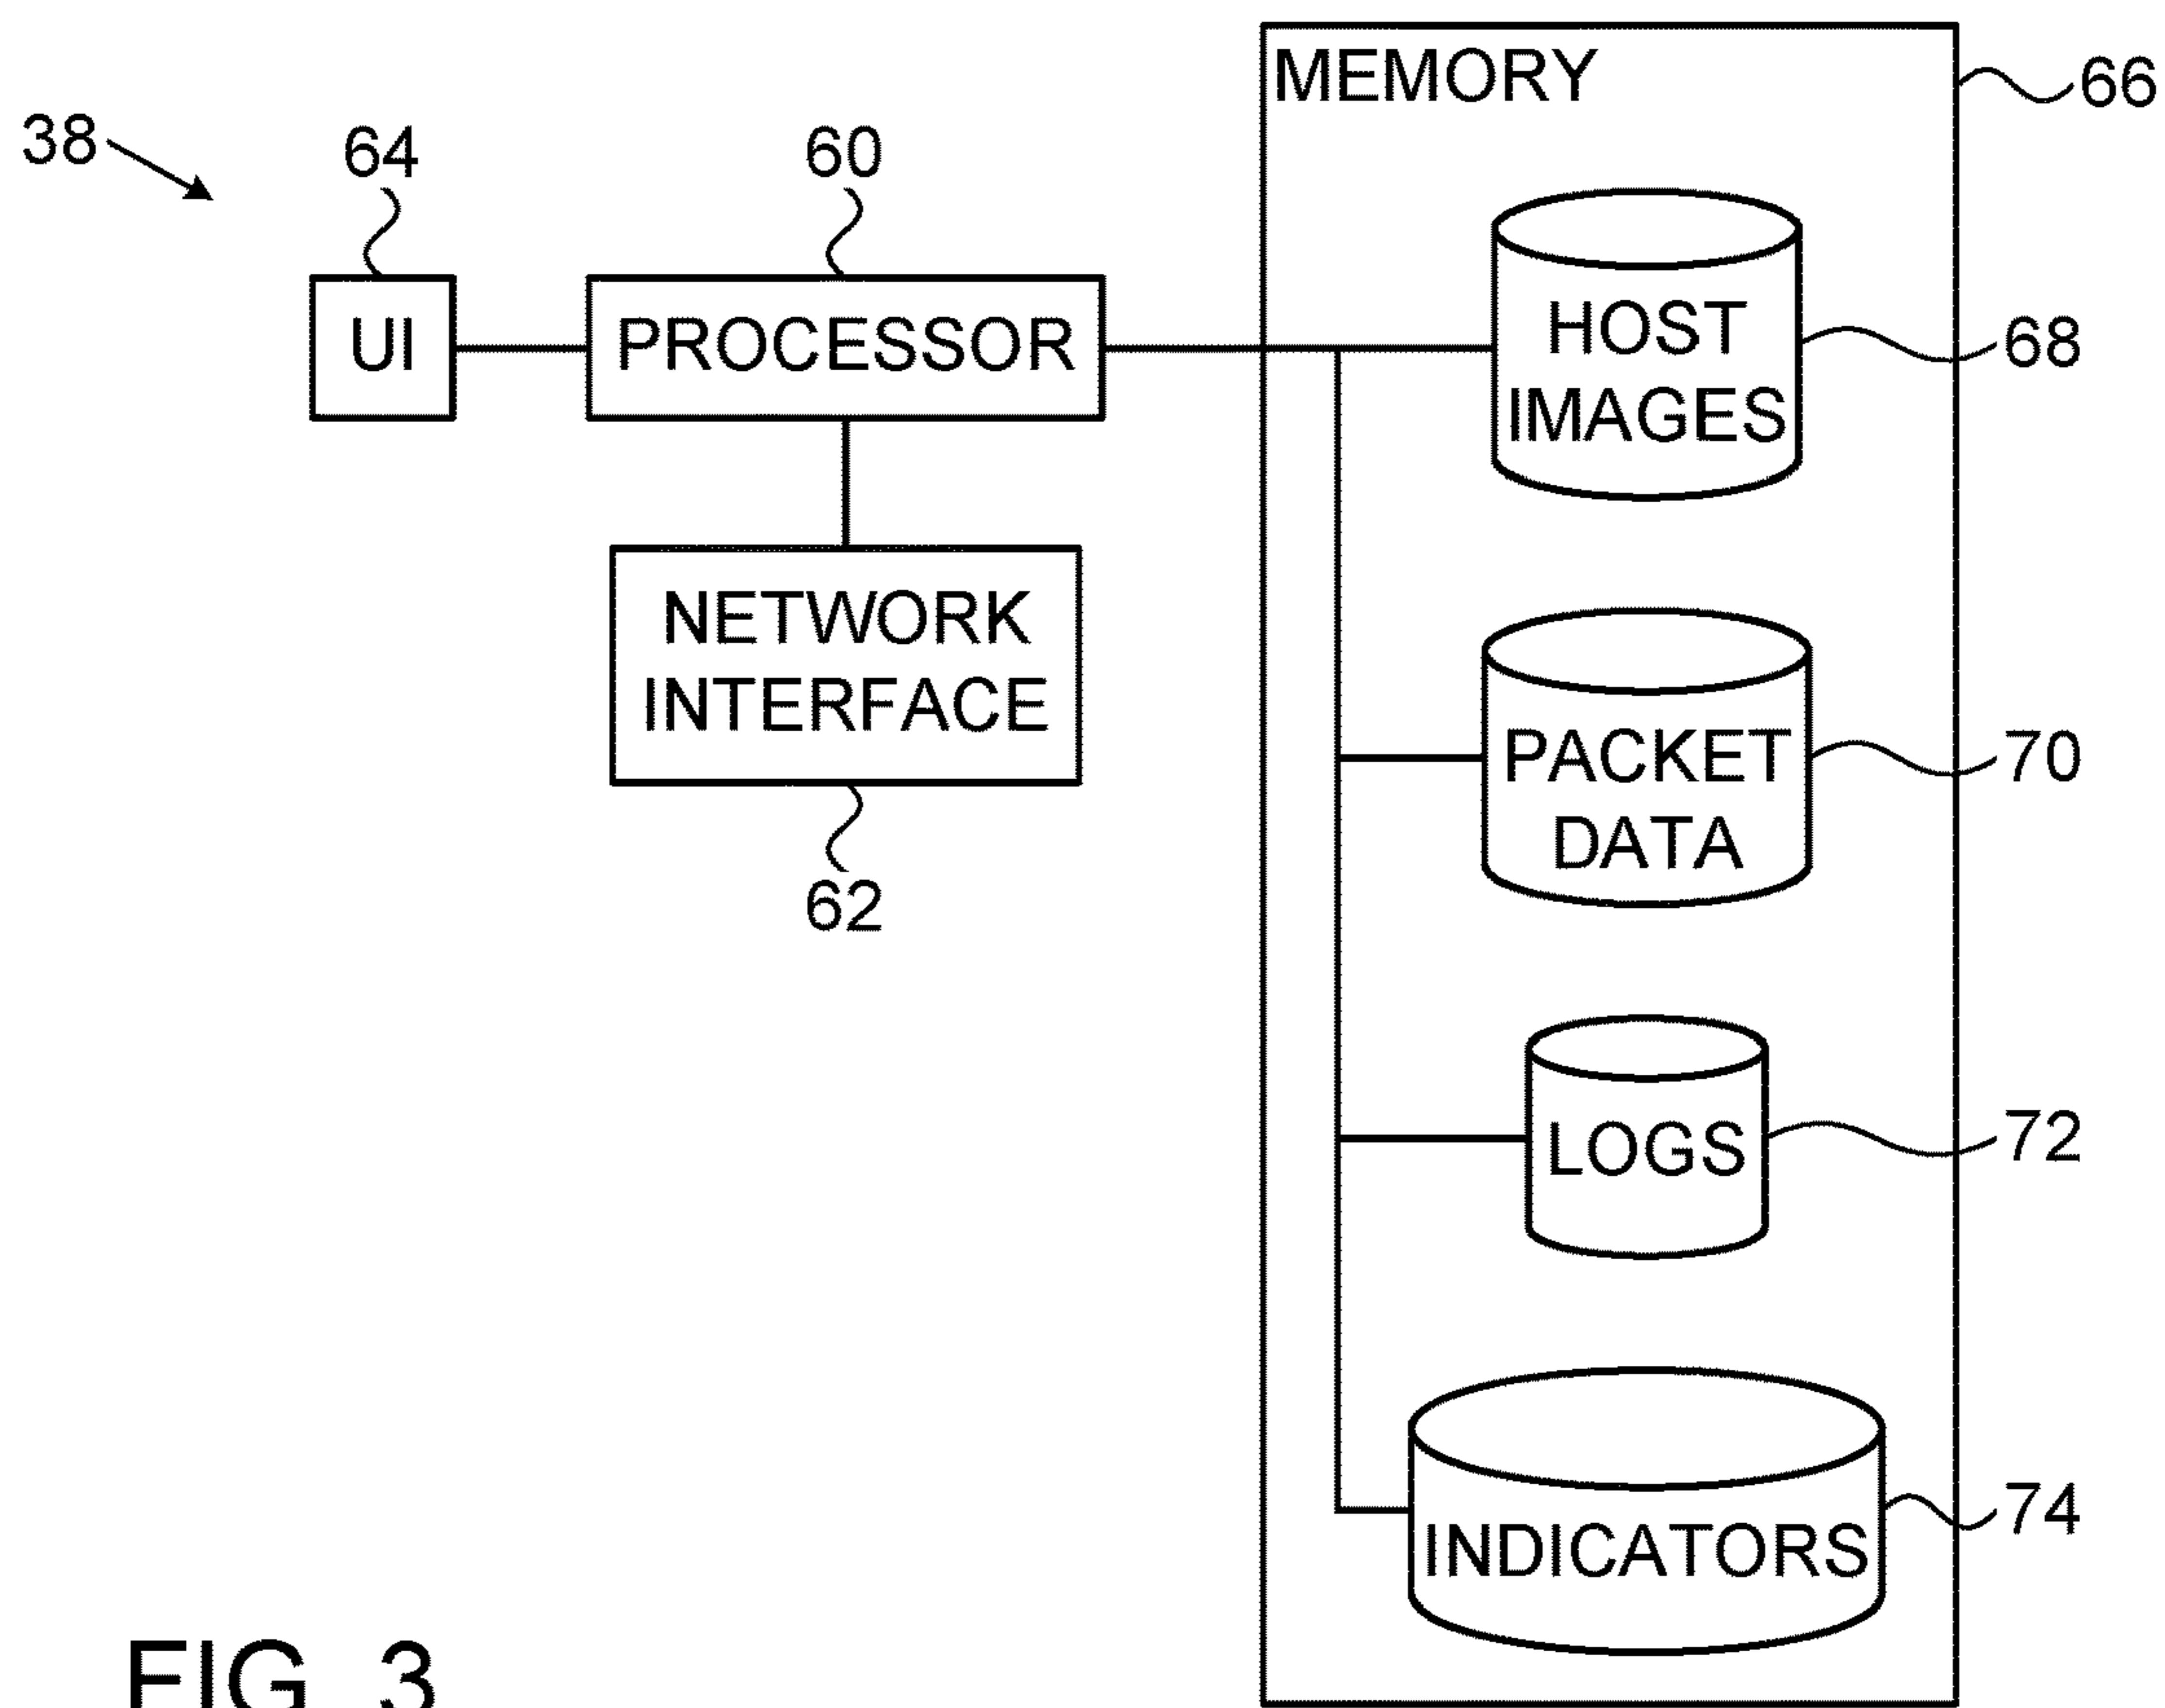 MEMORY
66
38
64
60
UI
PROCESSOR
HOST
IMAGES
68
NETWORK
INTERFACE
62
PACKET
DATA
70
LOGS
72
INDICATORS
74
FIG. 3